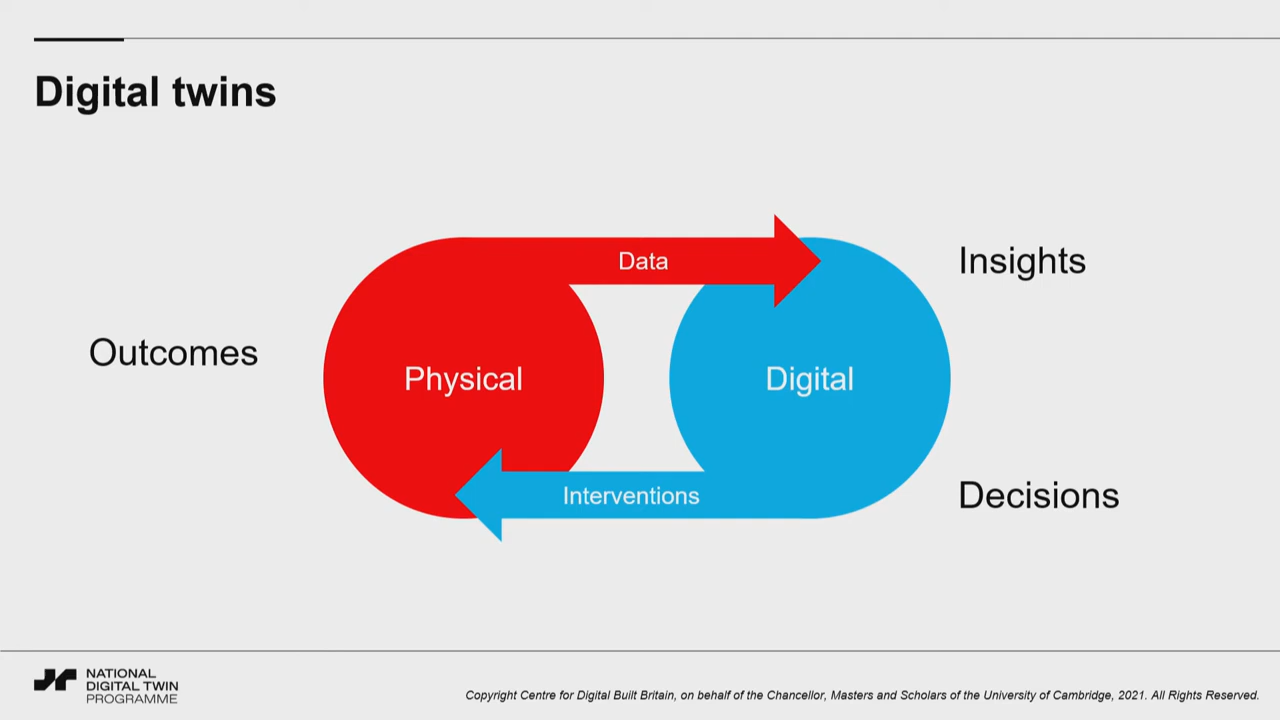 Digital twins
Data
Insights
Outcomes
Physical
Digital
Interventions
Decisions
NATIONAL
DIGITAL TWIN
PROGRAMME
Copyright Centre for Digital Built Britain, on behalf of the Chancellor, Masters and Scholars of the University of Cambridge, 2021. All Rights Reserved.